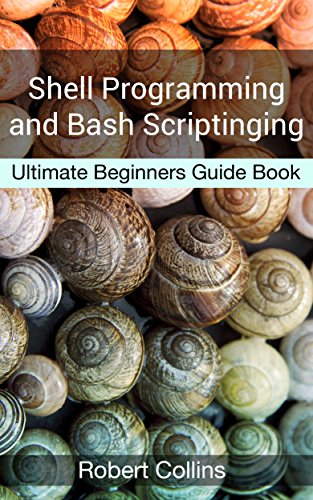 Shell Programming
and Bash Scriptinging
Ultimate Beginners Guide Book
Robert Collins